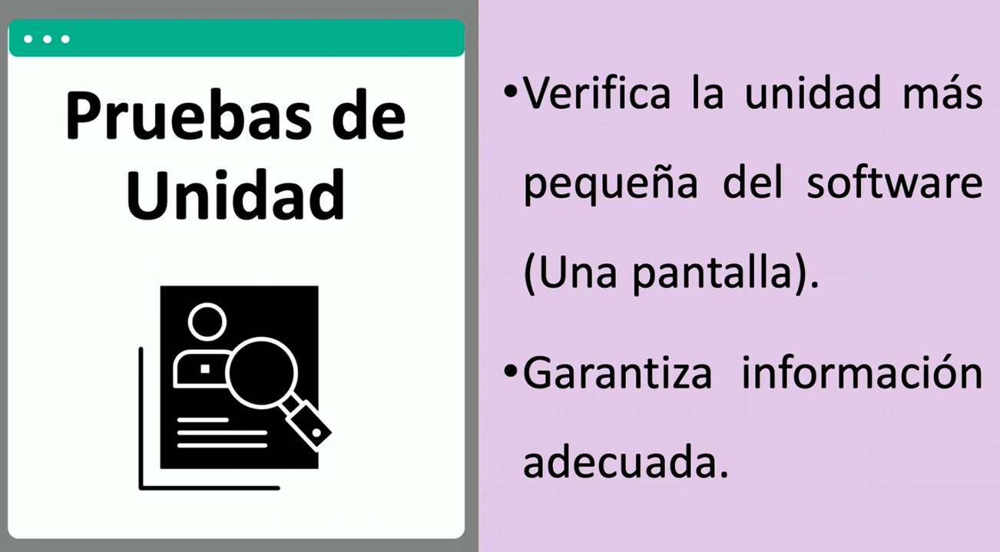 Pruebas de
Unidad
•Verifica la unidad más
pequeña del software
(Una pantalla).
•Garantiza información
adecuada.